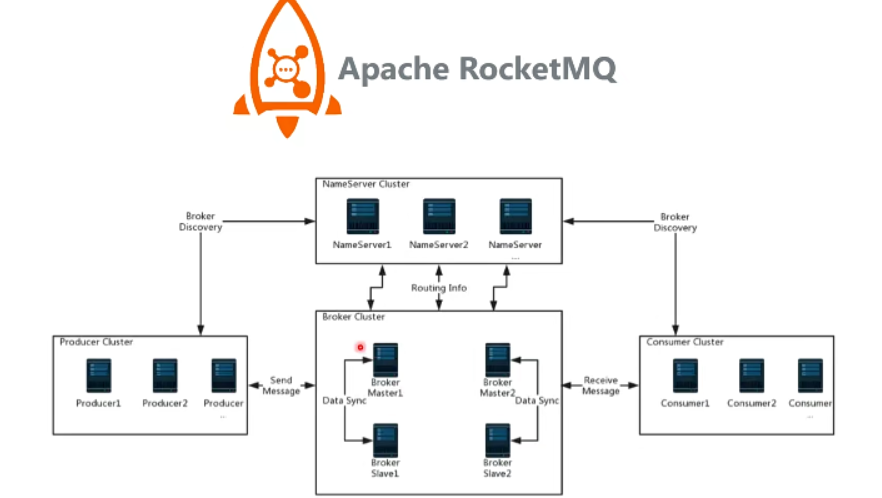 Apache RocketMQ
NameServer Cluster
NameServer1
NameServer2
NameServer
...
Broker
Discovery
Broker
Discovery
Routing Info
Broker Cluster
Producer Cluster
Producer1
Producer2
Producer
...
Send
Message
Broker
Master1
Broker
Master2
Data Sync
Data Sync
Broker
Slave1
Broker
Slave2
Receive
Message
Consumer Cluster
Consumer1
Consumer2
Consumer
...